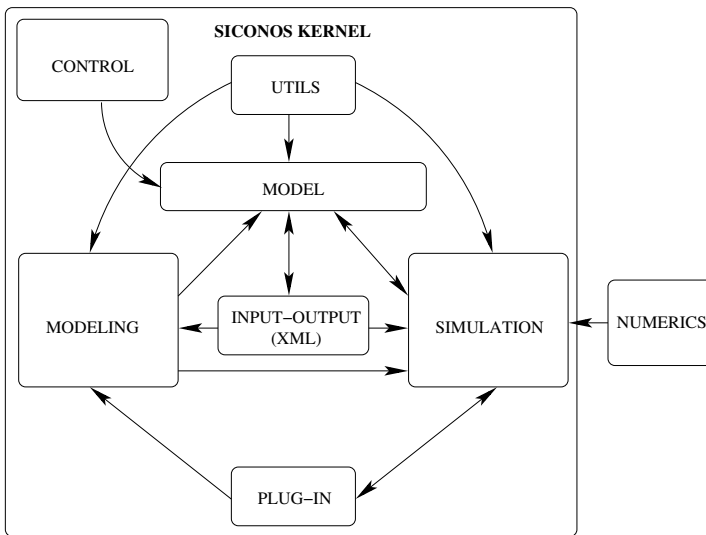 SICONOS KERNEL
CONTROL
UTILS
MODEL
MODELING
INPUT−OUTPUT
(XML)
SIMULATION
NUMERICS
PLUG−IN